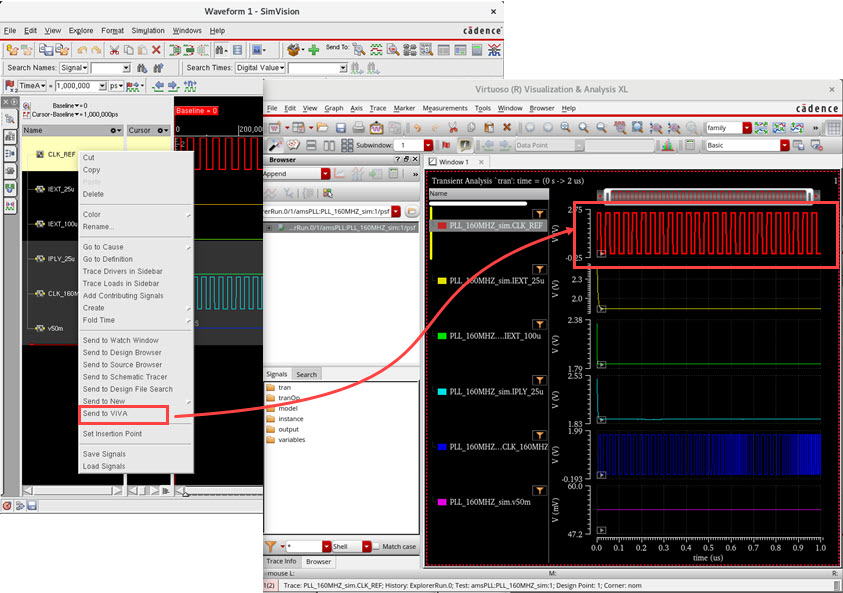 Waveform 1 - SimVision
File Edit View Explore Format Simulation Windows Help
cādence
Send To:
Search Names: Signal
Search Times: Digital Value
TimeA = 1,000,000 ps
Baseline = 0
Cursor-Baseline = 1,000,000ps
Baseline = 0
Name
Cursor
0
200,00
CLK_REF
IEXT_25u
IEXT_100u
IPLY_25u
CLK_160M
v50m
Cut
Copy
Paste
Delete
Color
Rename...
Go to Cause
Go to Definition
Trace Drivers in Sidebar
Trace Loads in Sidebar
Add Contributing Signals
Create
Fold Time
Send to Watch Window
Send to Design Browser
Send to Source Browser
Send to Schematic Tracer
Send to Design File Search
Send to New
Send to ViVA
Set Insertion Point
Save Signals
Load Signals
Virtuoso (R) Visualization & Analysis XL
File Edit View Graph Axis Trace Marker Measurements Tools Window Browser Help
cādence
family
Subwindow: 1
Data Point
Basic
Browser
Append
erRun.0/1/amsPLL:PLL_160MHZ_sim:1/psf
...rRun.0/1/amsPLL:PLL_160MHZ_sim:1/psf
Signals Search
tran
tranOp
model
instance
output
variables
*
Shell
Match case
Trace Info Browser
Window 1
Transient Analysis `tran': time = (0 s -> 2 us)
1
Name
PLL_160MHZ_sim.CLK_REF
PLL_160MHZ_sim.IEXT_25u
PLL_160MHZ....IEXT_100u
PLL_160MHZ_sim.IPLY_25u
PLL_160MHZ...CLK_160MHZ
PLL_160MHZ_sim.v50m
2.75
V (V)
-0.25
2.3
V (V)
2.0
2.38
V (V)
1.79
2.53
V (V)
1.83
1.99
V (V)
-0.193
60.0
V (mV)
47.2
0.0 0.1 0.2 0.3 0.4 0.5 0.6 0.7 0.8 0.9 1.0
time (us)
mouse L:
M:
R:
1(2)
Trace: PLL_160MHZ_sim.CLK_REF; History: ExplorerRun.0; Test: amsPLL:PLL_160MHZ_sim:1; Design Point: 1; Corner: nom